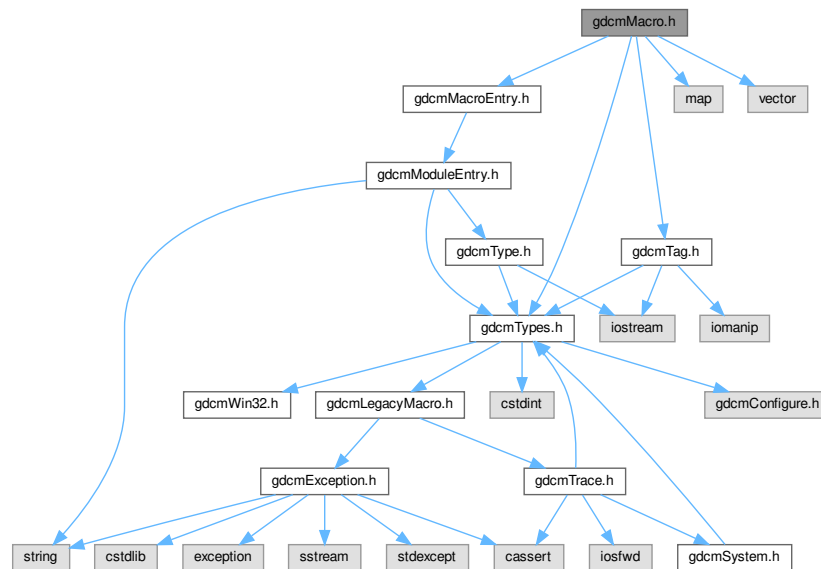 gdcmMacro.h
gdcmMacroEntry.h
map
vector
gdcmModuleEntry.h
gdcmType.h
gdcmTag.h
gdcmTypes.h
iostream
iomanip
gdcmWin32.h
gdcmLegacyMacro.h
cstdint
gdcmConfigure.h
gdcmException.h
gdcmTrace.h
string
cstdlib
exception
sstream
stdexcept
cassert
iosfwd
gdcmSystem.h